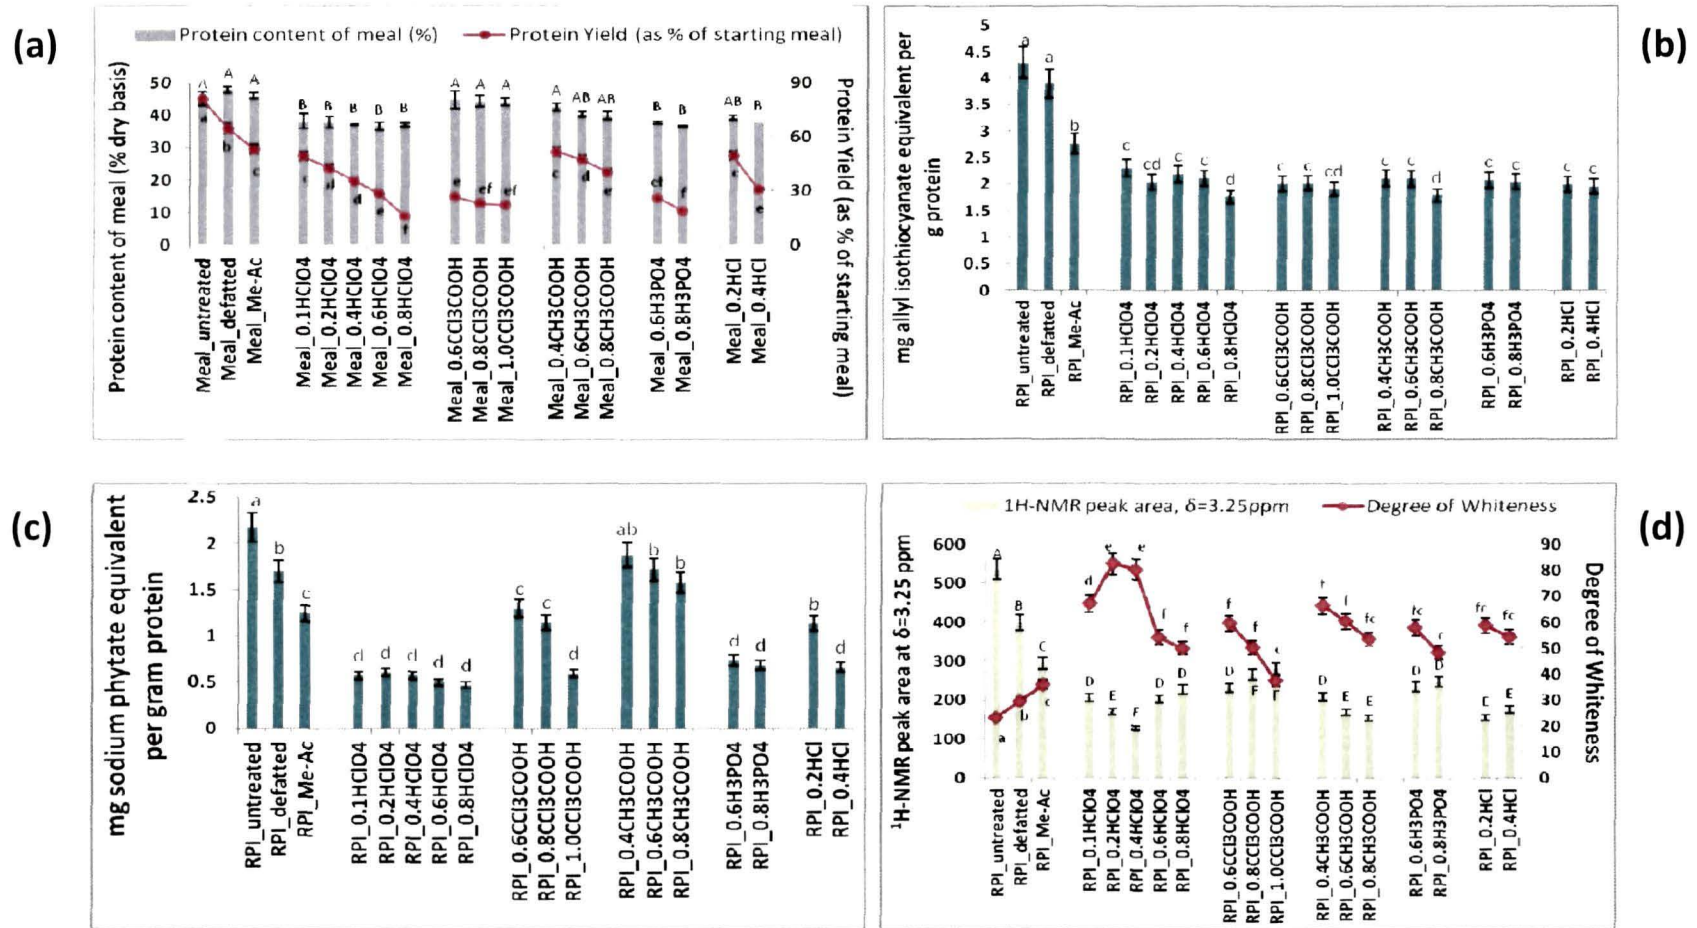 (a)
Protein content of meal (%)
Protein Yield (as % of starting meal)
Protein content of meal (% dry basis)
50
40
30
20
10
0
Protein Yield (as % of starting meal)
90
60
30
0
A A A B B B B B A A A A AB AB B B AB B
a b c c d d e f e ef ef c d e ef f c e
Meal_untreated
Meal_defatted
Meal_Me-Ac
Meal_0.1HClO4
Meal_0.2HClO4
Meal_0.4HClO4
Meal_0.6HClO4
Meal_0.8HClO4
Meal_0.6CCl3COOH
Meal_0.8CCl3COOH
Meal_1.0CCl3COOH
Meal_0.4CH3COOH
Meal_0.6CH3COOH
Meal_0.8CH3COOH
Meal_0.6H3PO4
Meal_0.8H3PO4
Meal_0.2HCl
Meal_0.4HCl
(b)
mg allyl isothiocyanate equivalent per
g protein
5
4.5
4
3.5
3
2.5
2
1.5
1
0.5
0
a a b c cd c c d c c cd c c d c c c c
RPI_untreated
RPI_defatted
RPI_Me-Ac
RPI_0.1HClO4
RPI_0.2HClO4
RPI_0.4HClO4
RPI_0.6HClO4
RPI_0.8HClO4
RPI_0.6CCl3COOH
RPI_0.8CCl3COOH
RPI_1.0CCl3COOH
RPI_0.4CH3COOH
RPI_0.6CH3COOH
RPI_0.8CH3COOH
RPI_0.6H3PO4
RPI_0.8H3PO4
RPI_0.2HCl
RPI_0.4HCl
(c)
mg sodium phytate equivalent
per gram protein
2.5
2
1.5
1
0.5
0
a b c d d d d d c c d ab b b d d b d
RPI_untreated
RPI_defatted
RPI_Me-Ac
RPI_0.1HClO4
RPI_0.2HClO4
RPI_0.4HClO4
RPI_0.6HClO4
RPI_0.8HClO4
RPI_0.6CCl3COOH
RPI_0.8CCl3COOH
RPI_1.0CCl3COOH
RPI_0.4CH3COOH
RPI_0.6CH3COOH
RPI_0.8CH3COOH
RPI_0.6H3PO4
RPI_0.8H3PO4
RPI_0.2HCl
RPI_0.4HCl
(d)
1H-NMR peak area, δ=3.25ppm
Degree of Whiteness
¹H-NMR peak area at δ=3.25 ppm
600
500
400
300
200
100
0
Degree of Whiteness
90
80
70
60
50
40
30
20
10
0
d e e f f f f
A B C D E F D D D
a b c
RPI_untreated
RPI_defatted
RPI_Me-Ac
RPI_0.1HClO4
RPI_0.2HClO4
RPI_0.4HClO4
RPI_0.6HClO4
RPI_0.8HClO4
RPI_0.6CCl3COOH
RPI_0.8CCl3COOH
RPI_1.0CCl3COOH
RPI_0.4CH3COOH
RPI_0.6CH3COOH
RPI_0.8CH3COOH
RPI_0.6H3PO4
RPI_0.8H3PO4
RPI_0.2HCl
RPI_0.4HCl